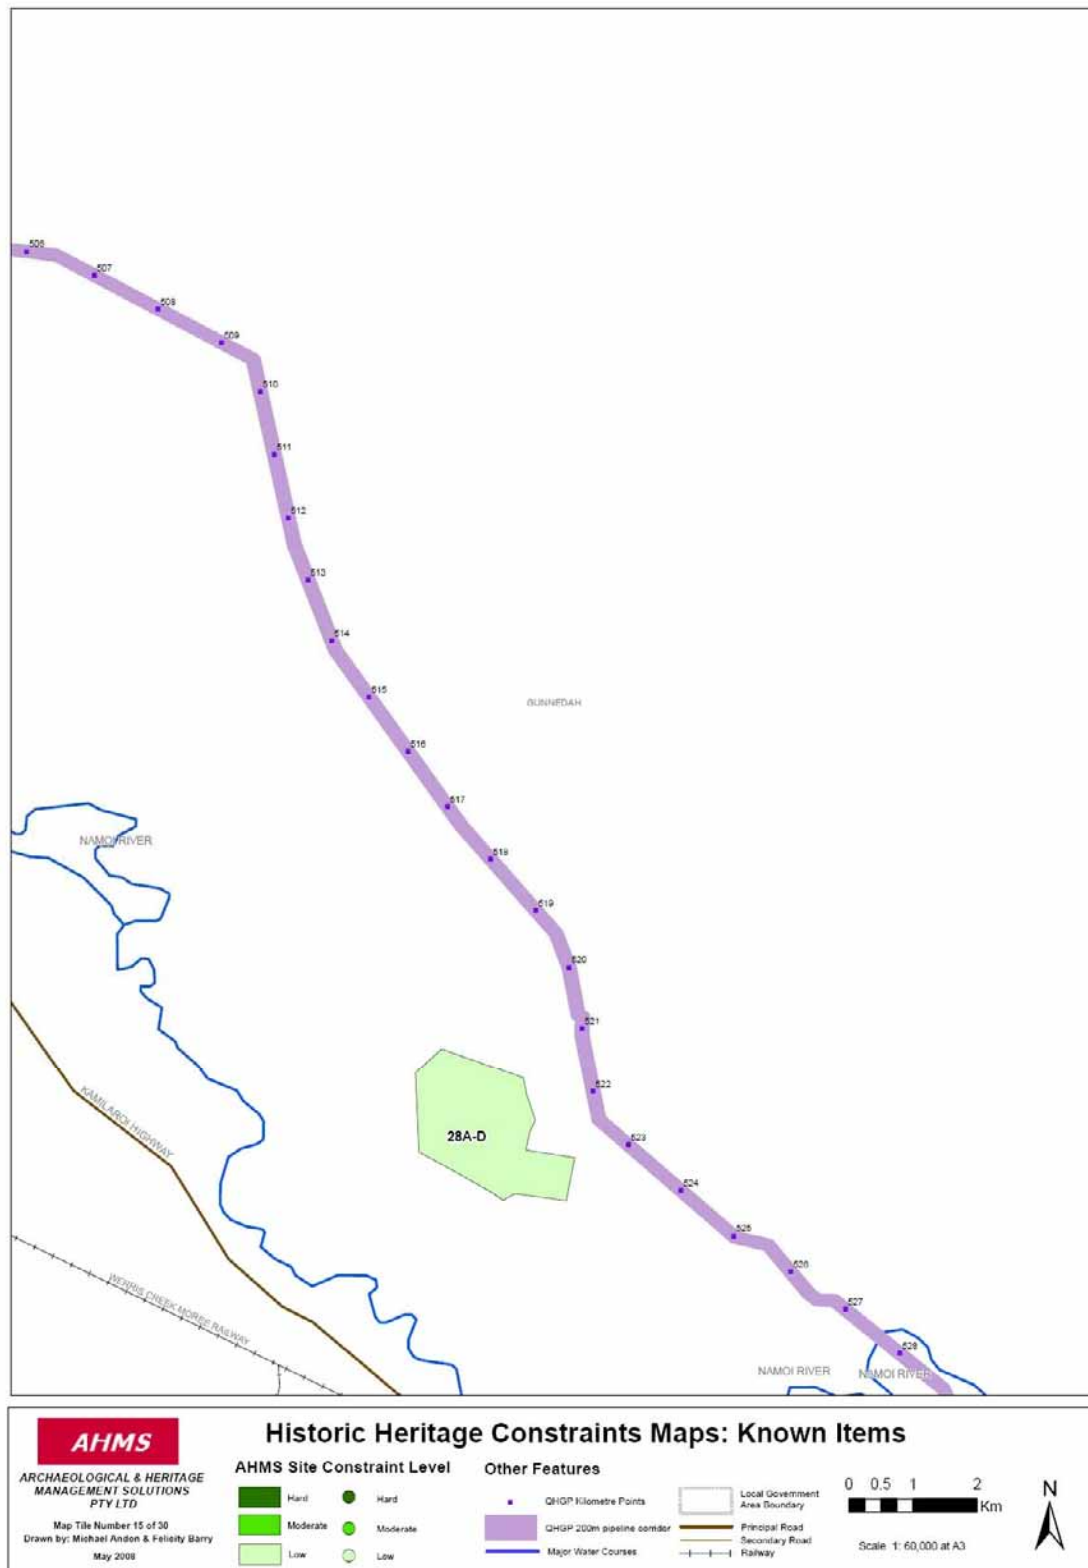 506
507
508
509
510
511
512
513
514
515
GUNNEDAH
516
517
518
NAMOI RIVER
519
520
521
522
KAMILAROI HIGHWAY
28A-D
523
524
525
526
WERRIS CREEK MOREE RAILWAY
527
528
NAMOI RIVER
NAMOI RIVER
AHMS
ARCHAEOLOGICAL & HERITAGE
MANAGEMENT SOLUTIONS
PTY LTD
Map Tile Number 15 of 30
Drawn by: Michael Andon & Felicity Barry
May 2008
Historic Heritage Constraints Maps: Known Items
AHMS Site Constraint Level
Hard
Hard
Moderate
Moderate
Low
Low
Other Features
QHGP Kilometre Points
QHGP 200m pipeline corridor
Major Water Courses
Local Government
Area Boundary
Principal Road
Secondary Road
Railway
0 0.5 1 2
Km
Scale 1: 60,000 at A3
N